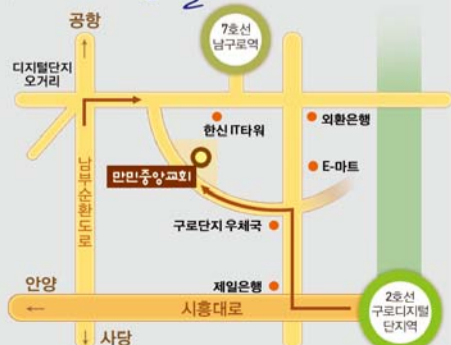 공항
7호선
남구로역
디지털단지
오거리
한신 IT타워
외환은행
만민중앙교회
E-마트
남부순환도로
구로단지 우체국
안양
제일은행
시흥대로
2호선
구로디지털
단지역
사당